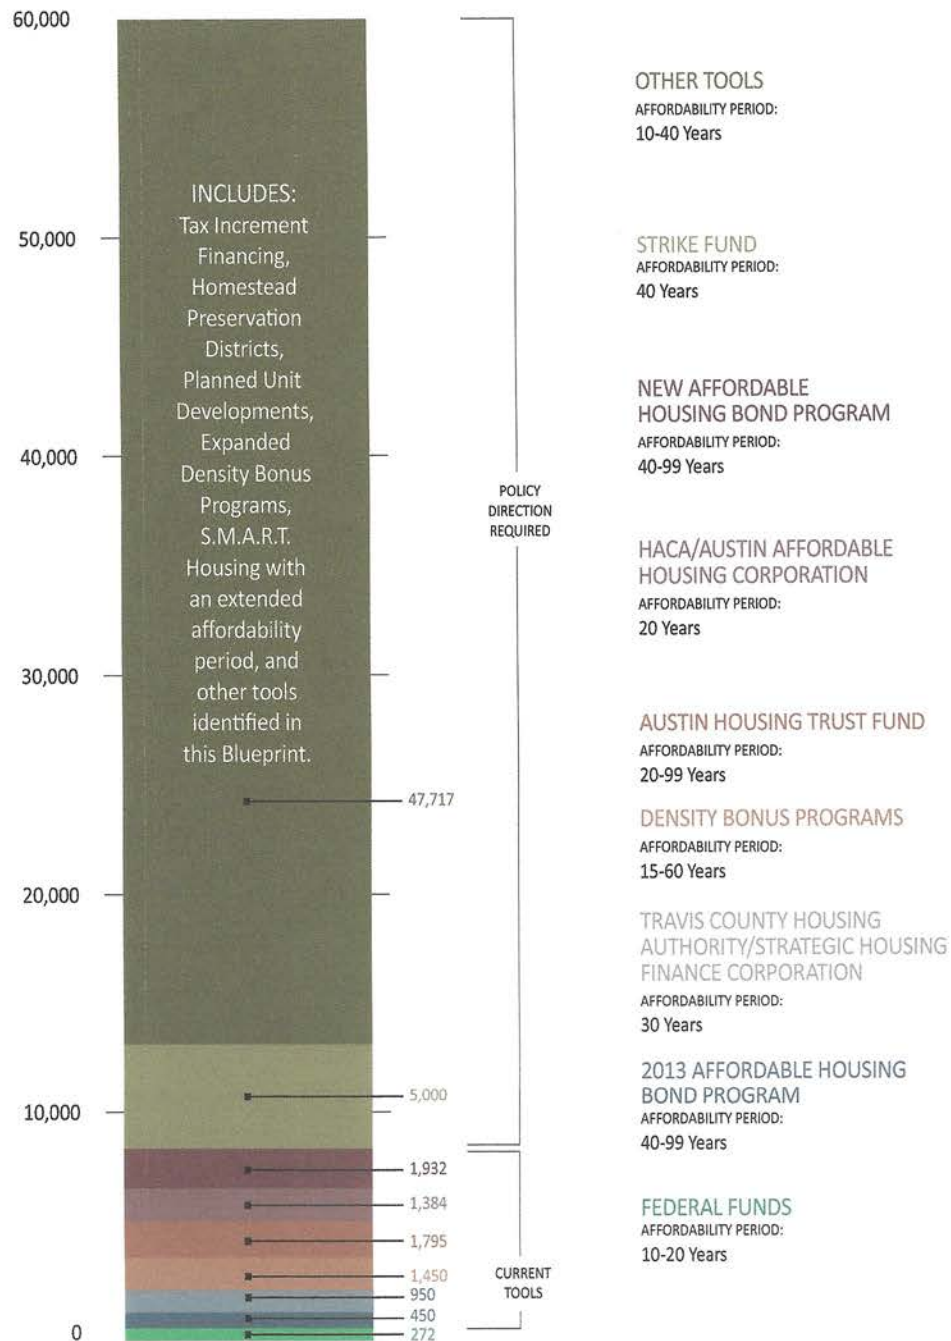 60,000
50,000
40,000
30,000
20,000
10,000
0
INCLUDES:
Tax Increment
Financing,
Homestead
Preservation
Districts,
Planned Unit
Developments,
Expanded
Density Bonus
Programs,
S.M.A.R.T.
Housing with
an extended
affordability
period, and
other tools
identified in
this Blueprint.
47,717
5,000
1,932
1,384
1,795
1,450
950
450
272
POLICY
DIRECTION
REQUIRED
CURRENT
TOOLS
OTHER TOOLS
AFFORDABILITY PERIOD:
10-40 Years
STRIKE FUND
AFFORDABILITY PERIOD:
40 Years
NEW AFFORDABLE
HOUSING BOND PROGRAM
AFFORDABILITY PERIOD:
40-99 Years
HACA/AUSTIN AFFORDABLE
HOUSING CORPORATION
AFFORDABILITY PERIOD:
20 Years
AUSTIN HOUSING TRUST FUND
AFFORDABILITY PERIOD:
20-99 Years
DENSITY BONUS PROGRAMS
AFFORDABILITY PERIOD:
15-60 Years
TRAVIS COUNTY HOUSING
AUTHORITY/STRATEGIC HOUSING
FINANCE CORPORATION
AFFORDABILITY PERIOD:
30 Years
2013 AFFORDABLE HOUSING
BOND PROGRAM
AFFORDABILITY PERIOD:
40-99 Years
FEDERAL FUNDS
AFFORDABILITY PERIOD:
10-20 Years